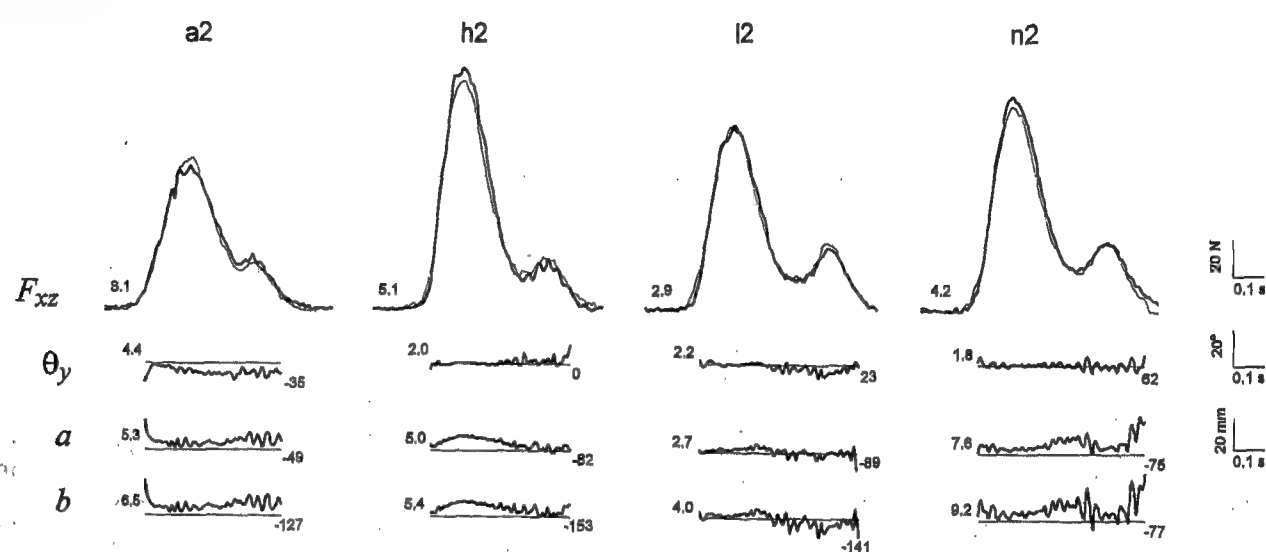 a2 h2 l2 n2
20 N
0.1 s
F_xz 8.1 5.1 2.9 4.2
θ_y 4.4 -35 2.0 0 2.2 23 1.8 62
20°
0.1 s
a 5.3 -49 5.0 -82 2.7 -89 7.6 -75
20 mm
0.1 s
b 6.5 -127 5.4 -153 4.0 -141 9.2 -77